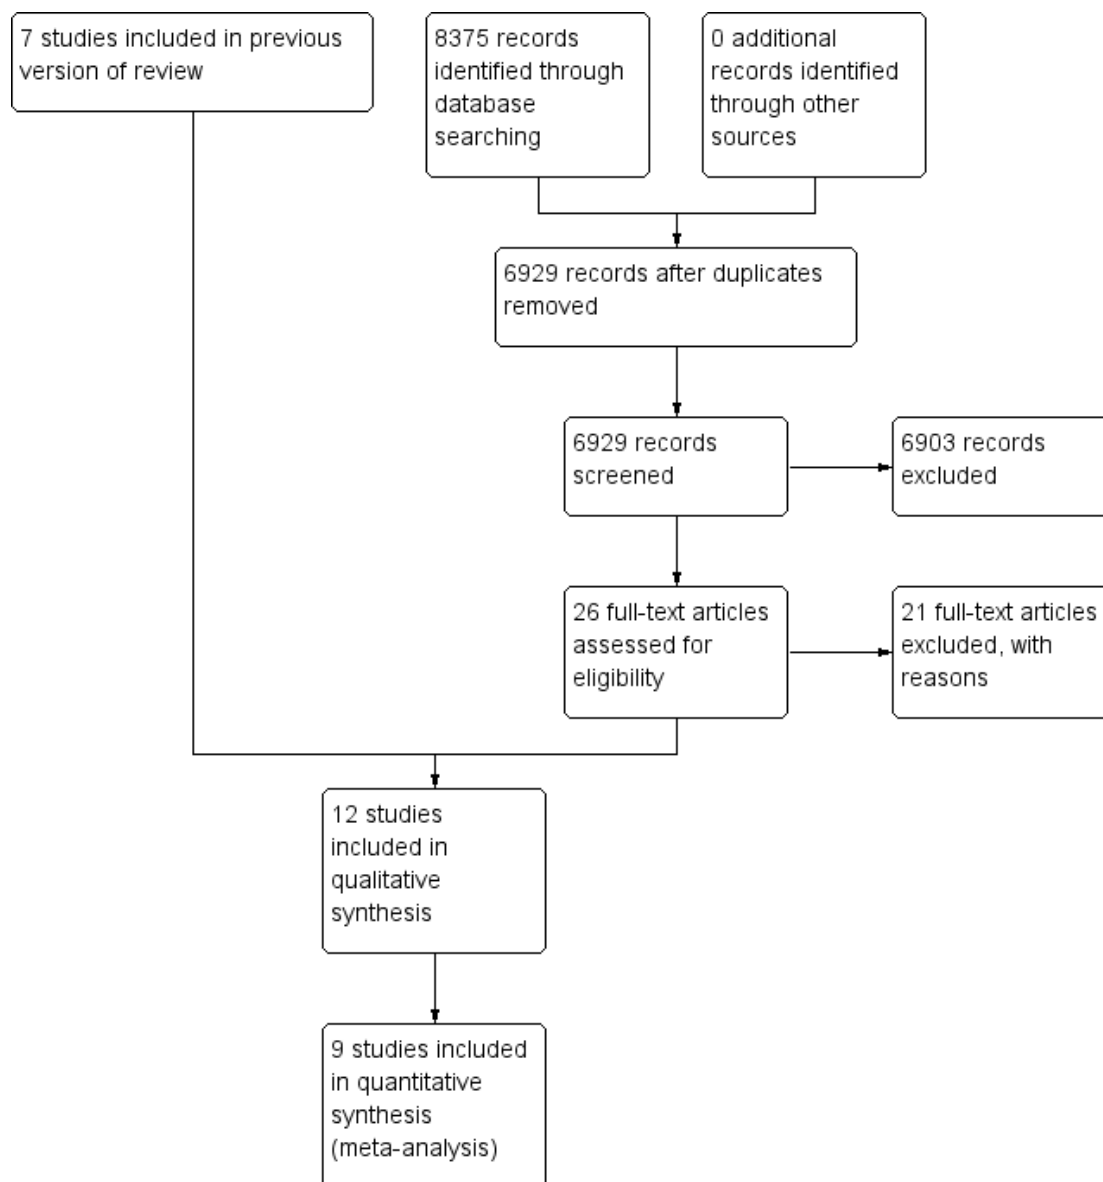 7 studies included in previous
version of review
8375 records
identified through
database
searching
0 additional
records identified
through other
sources
6929 records after duplicates
removed
6929 records
screened
6903 records
excluded
26 full-text articles
assessed for
eligibility
21 full-text articles
excluded, with
reasons
12 studies
included in
qualitative
synthesis
9 studies included
in quantitative
synthesis
(meta-analysis)